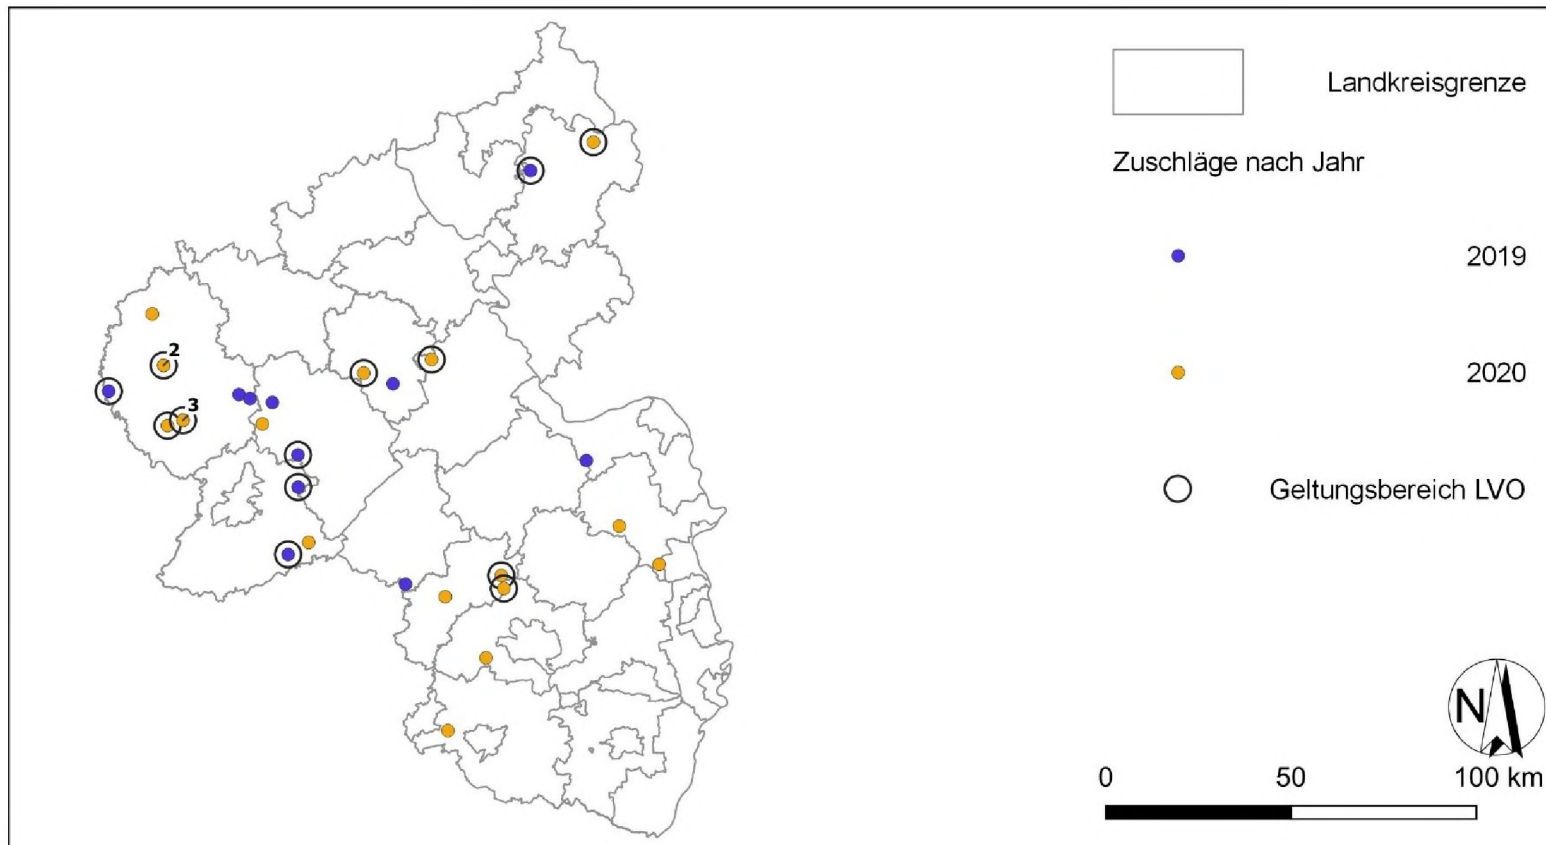 Landkreisgrenze
Zuschläge nach Jahr
2019
2
2020
3
Geltungsbereich LVO
N
0 50 100 km